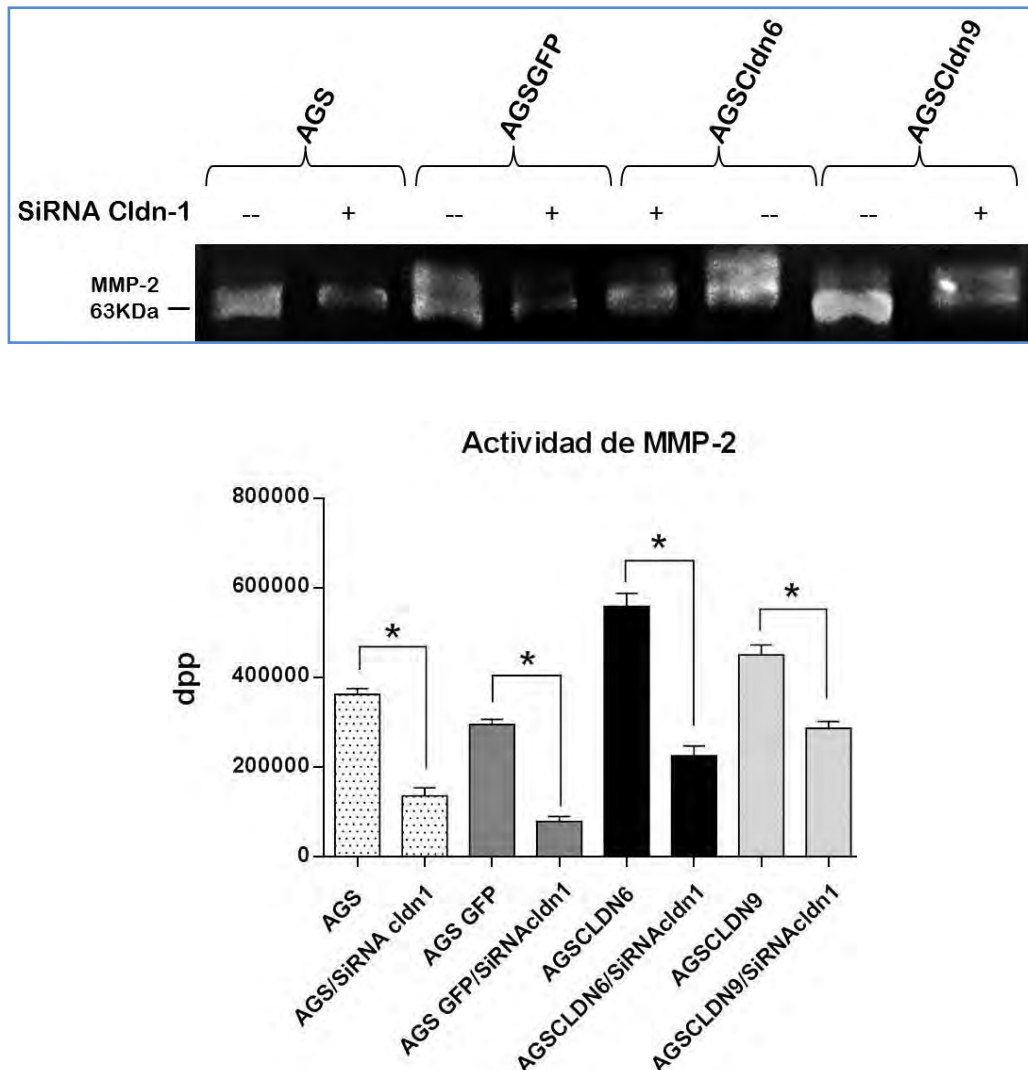 AGS AGSGFP AGSCldn6 AGSCldn9
SiRNA Cldn-1 -- + -- + + -- -- +
MMP-2
63KDa
Actividad de MMP-2
800000
600000
400000
200000
0
dpp
* * * *
AGS
AGS/SiRNA cldn1
AGS GFP
AGS GFP/SiRNAcldn1
AGSCLDN6
AGSCLDN6/SiRNAcldn1
AGSCLDN9
AGSCLDN9/SiRNAcldn1